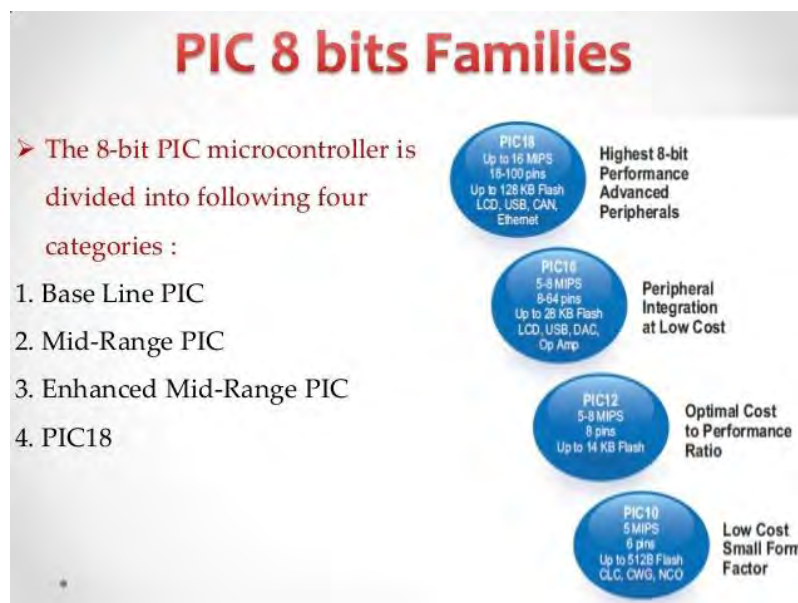 PIC 8 bits Families
➢ The 8-bit PIC microcontroller is
divided into following four
categories :
1. Base Line PIC
2. Mid-Range PIC
3. Enhanced Mid-Range PIC
4. PIC18
PIC18
Up to 16 MIPS
18-100 pins
Up to 128 KB Flash
LCD, USB, CAN,
Ethernet
Highest 8-bit
Performance
Advanced
Peripherals
PIC16
5-8 MIPS
8-64 pins
Up to 28 KB Flash
LCD, USB, DAC,
Op Amp
Peripheral
Integration
at Low Cost
PIC12
5-8 MIPS
8 pins
Up to 14 KB Flash
Optimal Cost
to Performance
Ratio
PIC10
5 MIPS
6 pins
Up to 512B Flash
CLC, CWG, NCO
Low Cost
Small Form
Factor